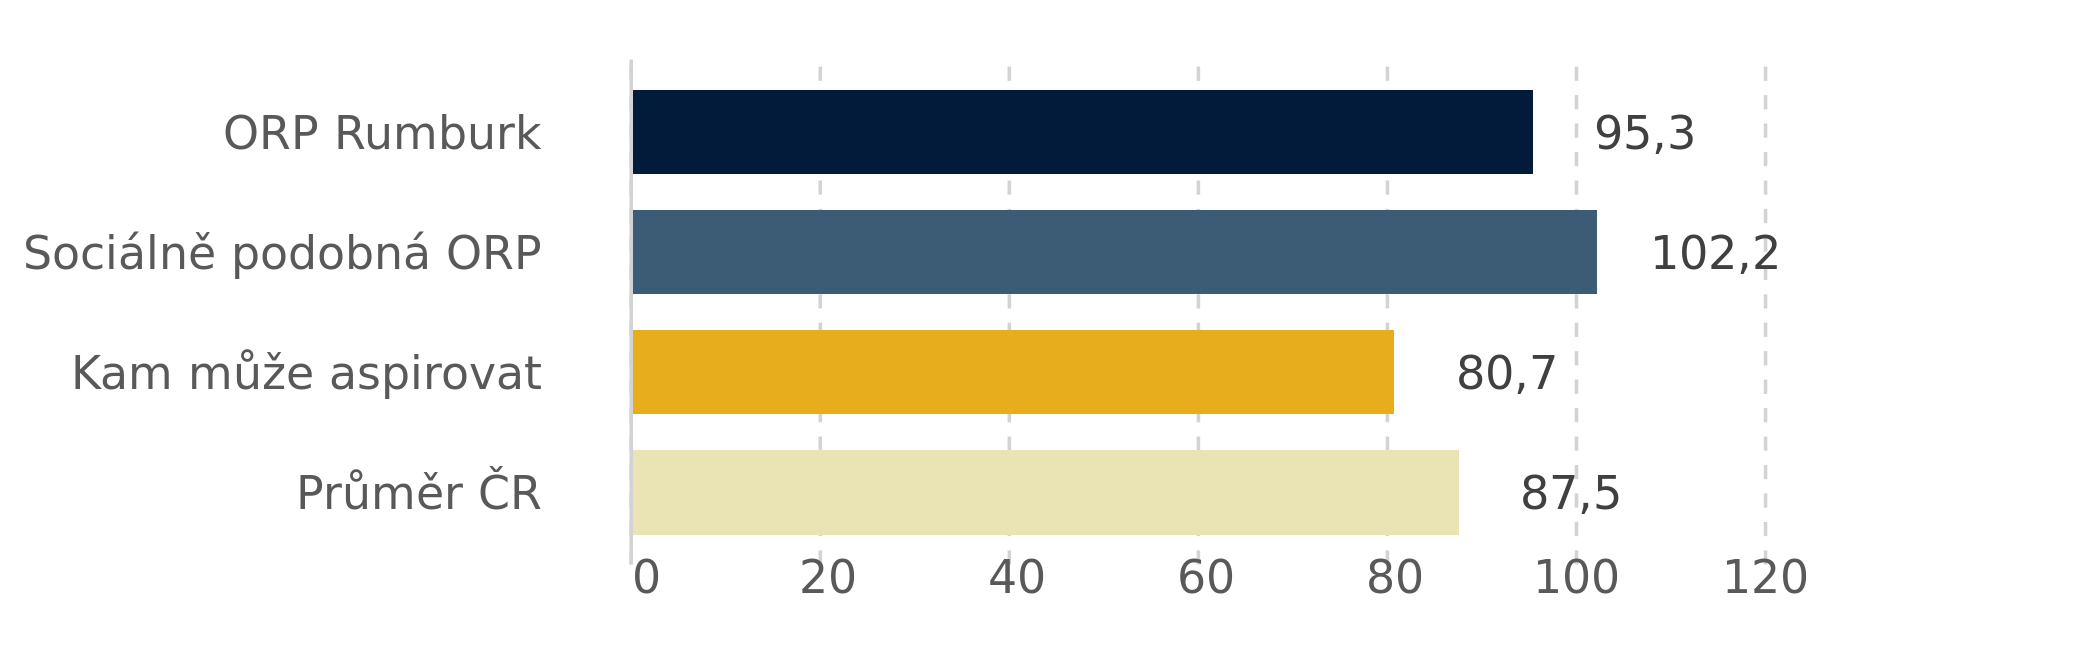 ORP Rumburk 95,3
Sociálně podobná ORP 102,2
Kam může aspirovat 80,7
Průměr ČR 87,5
0 20 40 60 80 100 120